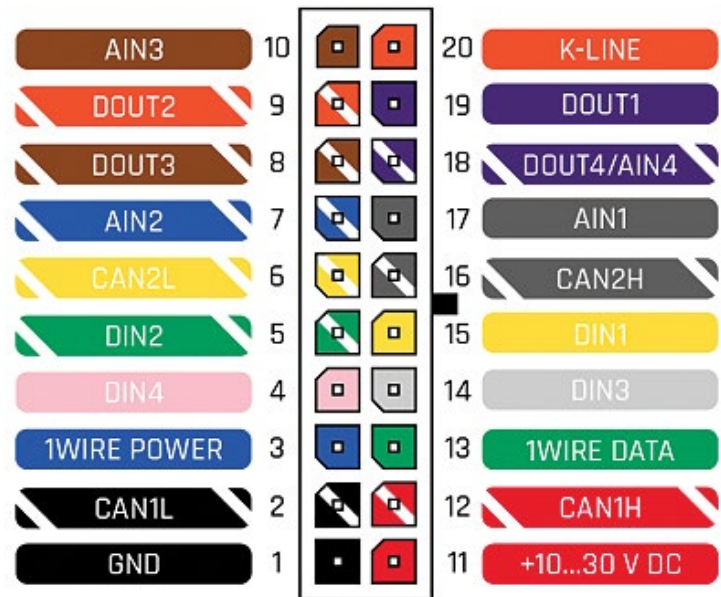 AIN3 10 20 K-LINE
DOUT2 9 19 DOUT1
DOUT3 8 18 DOUT4/AIN4
AIN2 7 17 AIN1
CAN2L 6 16 CAN2H
DIN2 5 15 DIN1
DIN4 4 14 DIN3
1WIRE POWER 3 13 1WIRE DATA
CAN1L 2 12 CAN1H
GND 1 11 +10...30 V DC